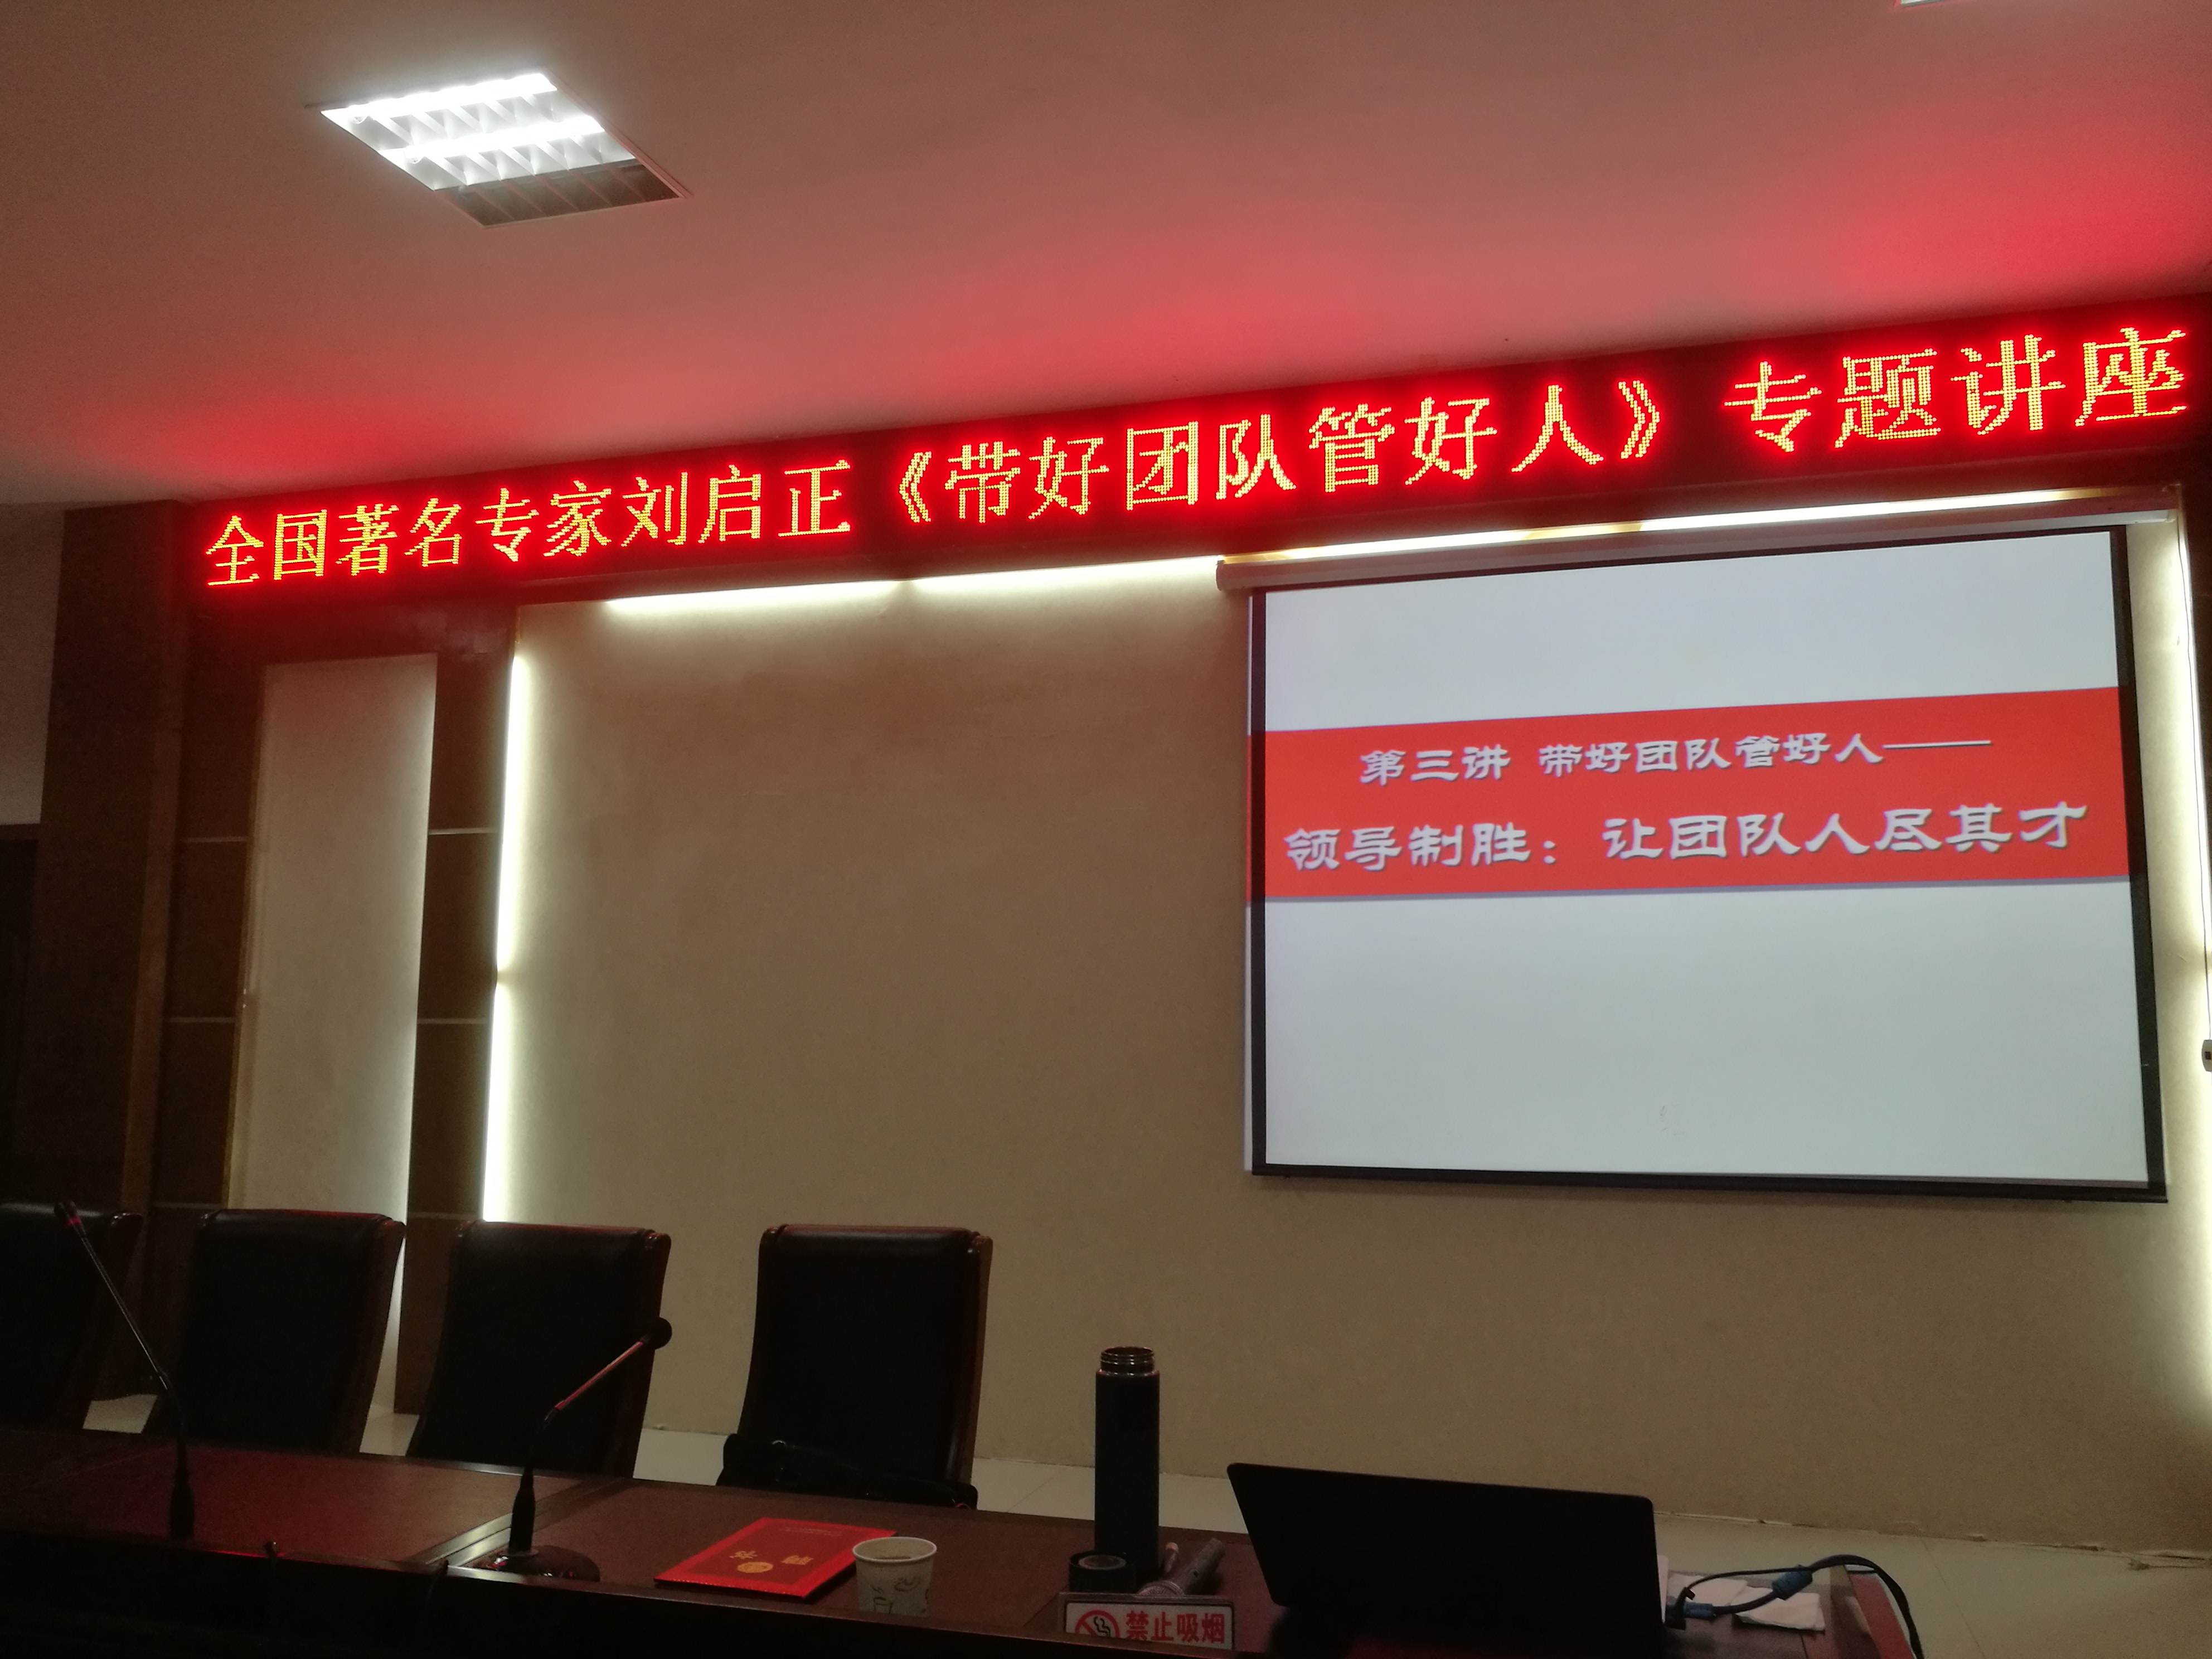 全国著名专家刘启正《带好团队管好人》专题讲座
第三讲 带好团队管好人——
领导制胜：让团队人尽其才
聘书
禁止吸烟